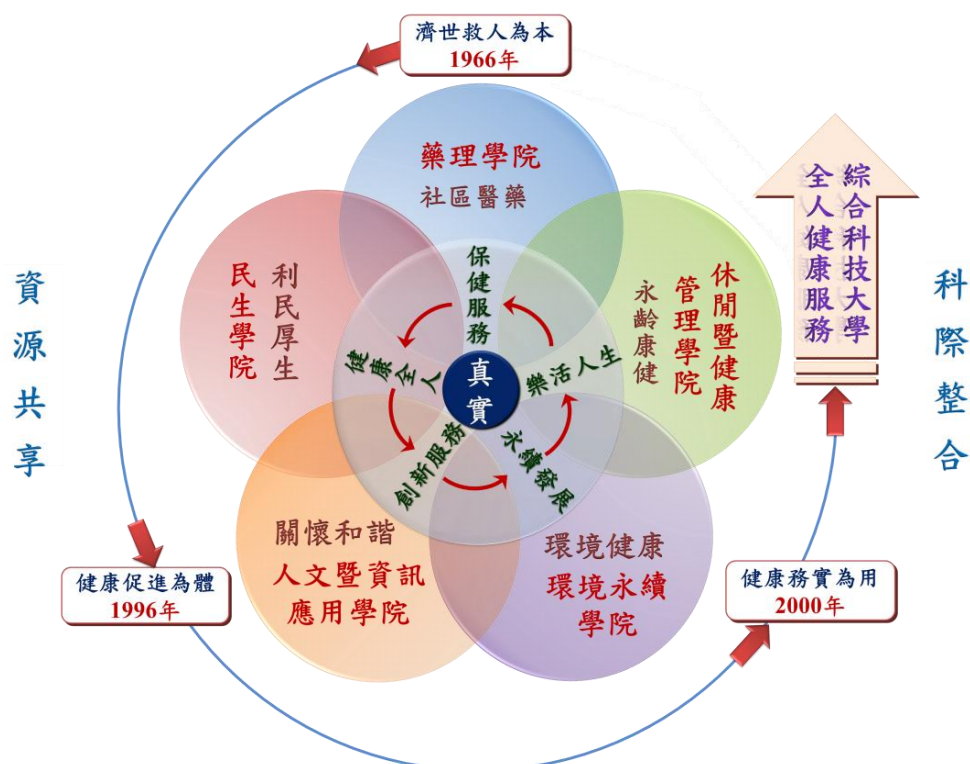 濟世救人為本
1966年
藥理學院
社區醫藥
民生學院
利民厚生
永齡康健
休閒暨健康
管理學院
保健服務
健康全人
創新服務
永續發展
樂活人生
真實
關懷和諧
人文暨資訊
應用學院
環境健康
環境永續
學院
健康促進為體
1996年
健康務實為用
2000年
綜合科技大學
全人健康服務
資源共享
科際整合